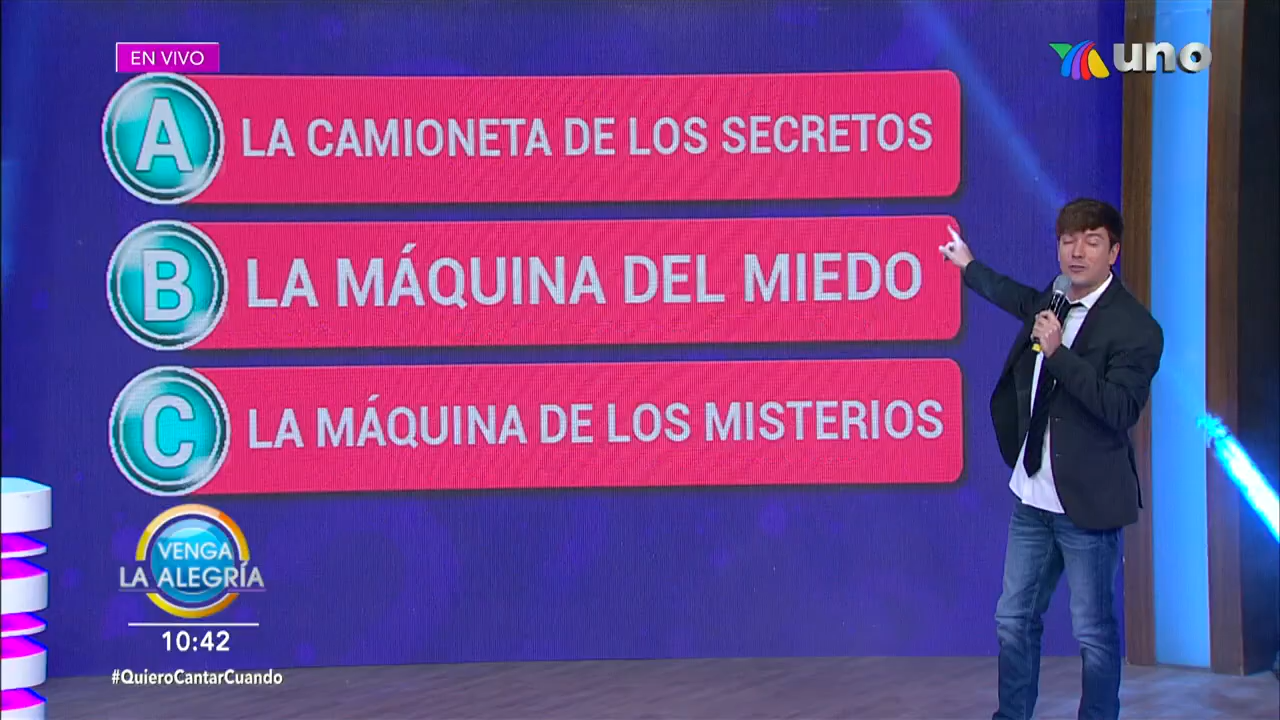 EN VIVO
uno
A LA CAMIONETA DE LOS SECRETOS
B LA MÁQUINA DEL MIEDO
C LA MÁQUINA DE LOS MISTERIOS
VENGA
LA ALEGRÍA
10:42
#QuieroCantarCuando